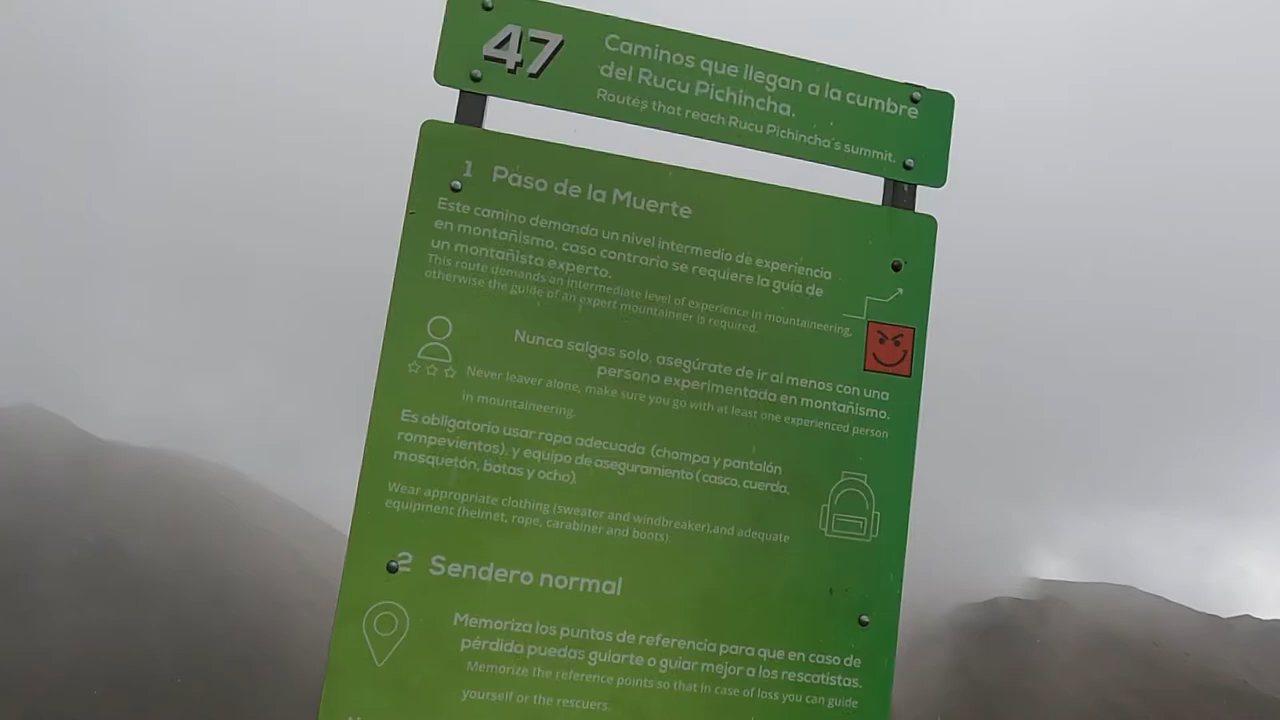 47
Caminos que llegan a la cumbre
del Rucu Pichincha.
Routes that reach Rucu Pichincha's summit.
1 Paso de la Muerte
Este camino demanda un nivel intermedio de experiencia
en montañismo, caso contrario se requiere la guía de
un montañista experto.
This route demands an intermediate level of experience in mountaineering,
otherwise the guide of an expert mountaineer is required.
Nunca salgas solo, asegúrate de ir al menos con una
persona experimentada en montañismo.
Never leaver alone, make sure you go with at least one experienced person
in mountaineering.
Es obligatorio usar ropa adecuada (chompa y pantalón
rompevientos), y equipo de aseguramiento (casco, cuerda,
mosquetón, botas y ocho).
Wear appropriate clothing (sweater and windbreaker),and adequate
equipment (helmet, rope, carabiner and boots).
2 Sendero normal
Memoriza los puntos de referencia para que en caso de
pérdida puedas guiarte o guiar mejor a los rescatistas.
Memorize the reference points so that in case of loss you can guide
yourself or the rescuers.